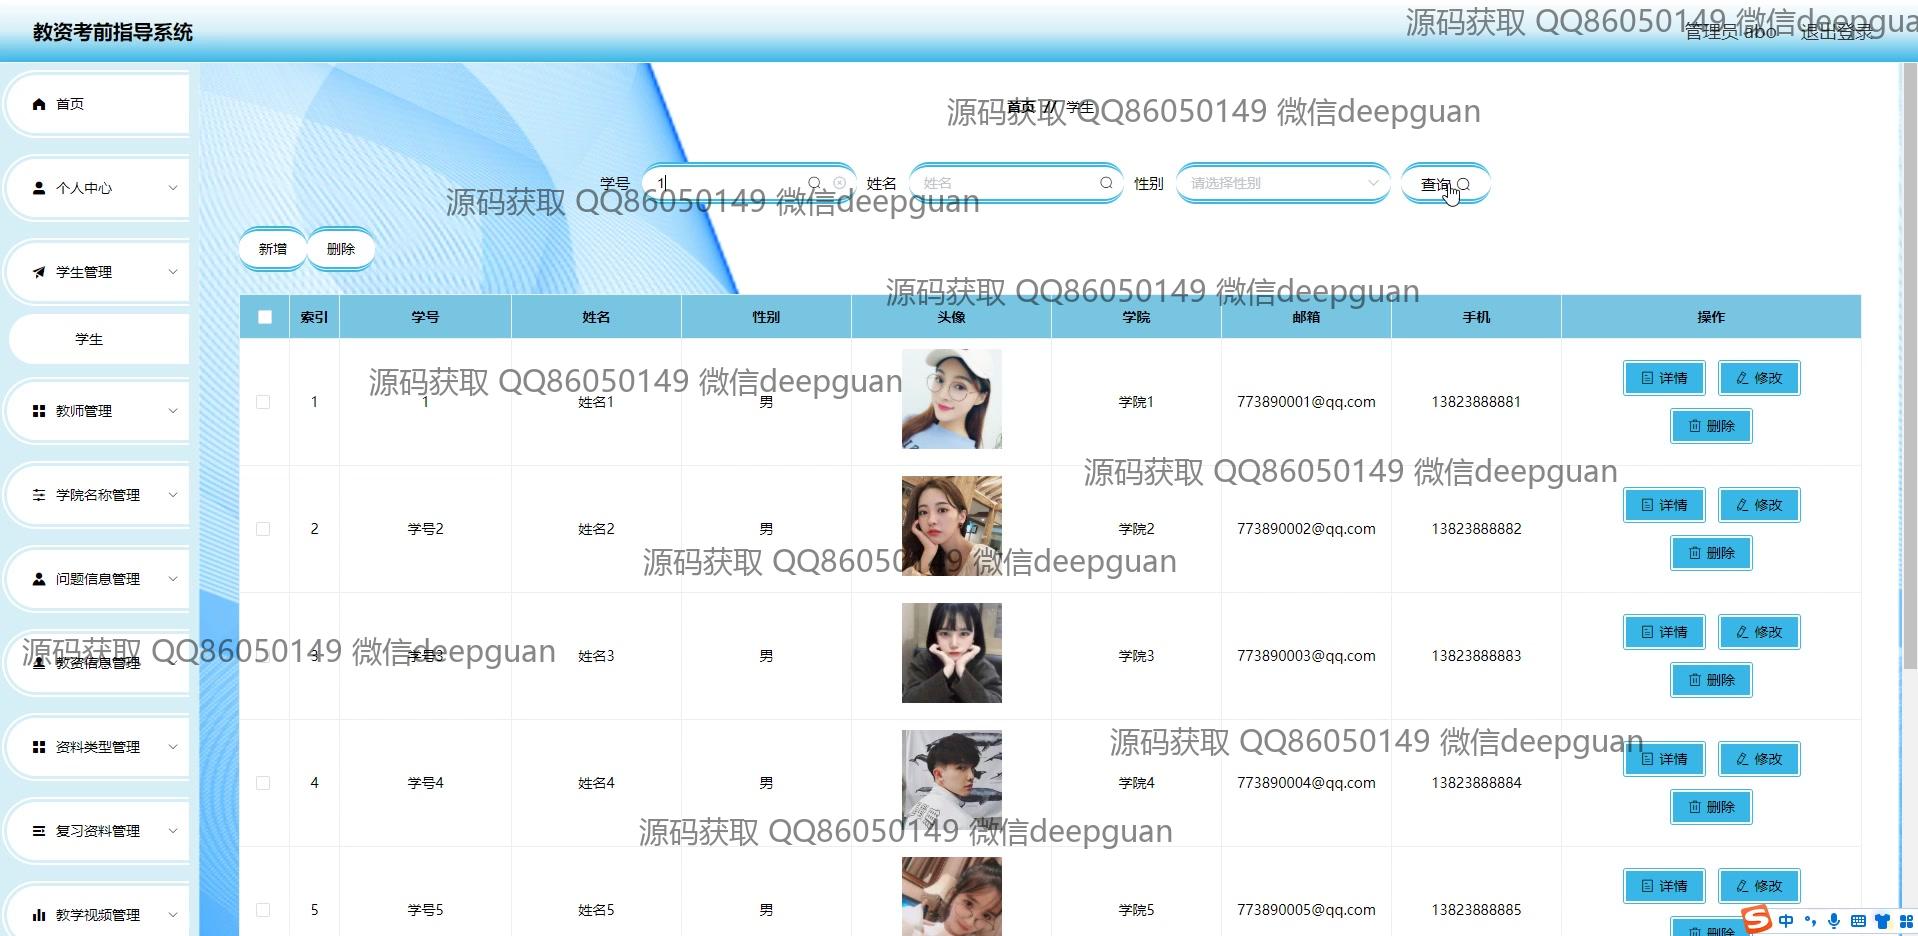 教资考前指导系统
管理员 abo
退出登录
源码获取 QQ86050149 微信deepgua
首页
首页 // 学生
源码获取 QQ86050149 微信deepguan
个人中心
学号 1
姓名 姓名
性别 请选择性别
查询
源码获取 QQ86050149 微信deepguan
新增 删除
学生管理
源码获取 QQ86050149 微信deepguan
索引 学号 姓名 性别 头像 学院 邮箱 手机 操作
学生
源码获取 QQ86050149 微信deepguan
1 1 姓名1 男 学院1 773890001@qq.com 13823888881 详情 修改
删除
教师管理
源码获取 QQ86050149 微信deepguan
学院名称管理
2 学号2 姓名2 男 学院2 773890002@qq.com 13823888882 详情 修改
删除
源码获取 QQ86050149 微信deepguan
问题信息管理
源码获取 QQ86050149 微信deepguan
3 学号3 姓名3 男 学院3 773890003@qq.com 13823888883 详情 修改
删除
教资信息管理
源码获取 QQ86050149 微信deepguan
资料类型管理
4 学号4 姓名4 男 学院4 773890004@qq.com 13823888884 详情 修改
删除
源码获取 QQ86050149 微信deepguan
复习资料管理
5 学号5 姓名5 男 学院5 773890005@qq.com 13823888885 详情 修改
删除
教学视频管理
中